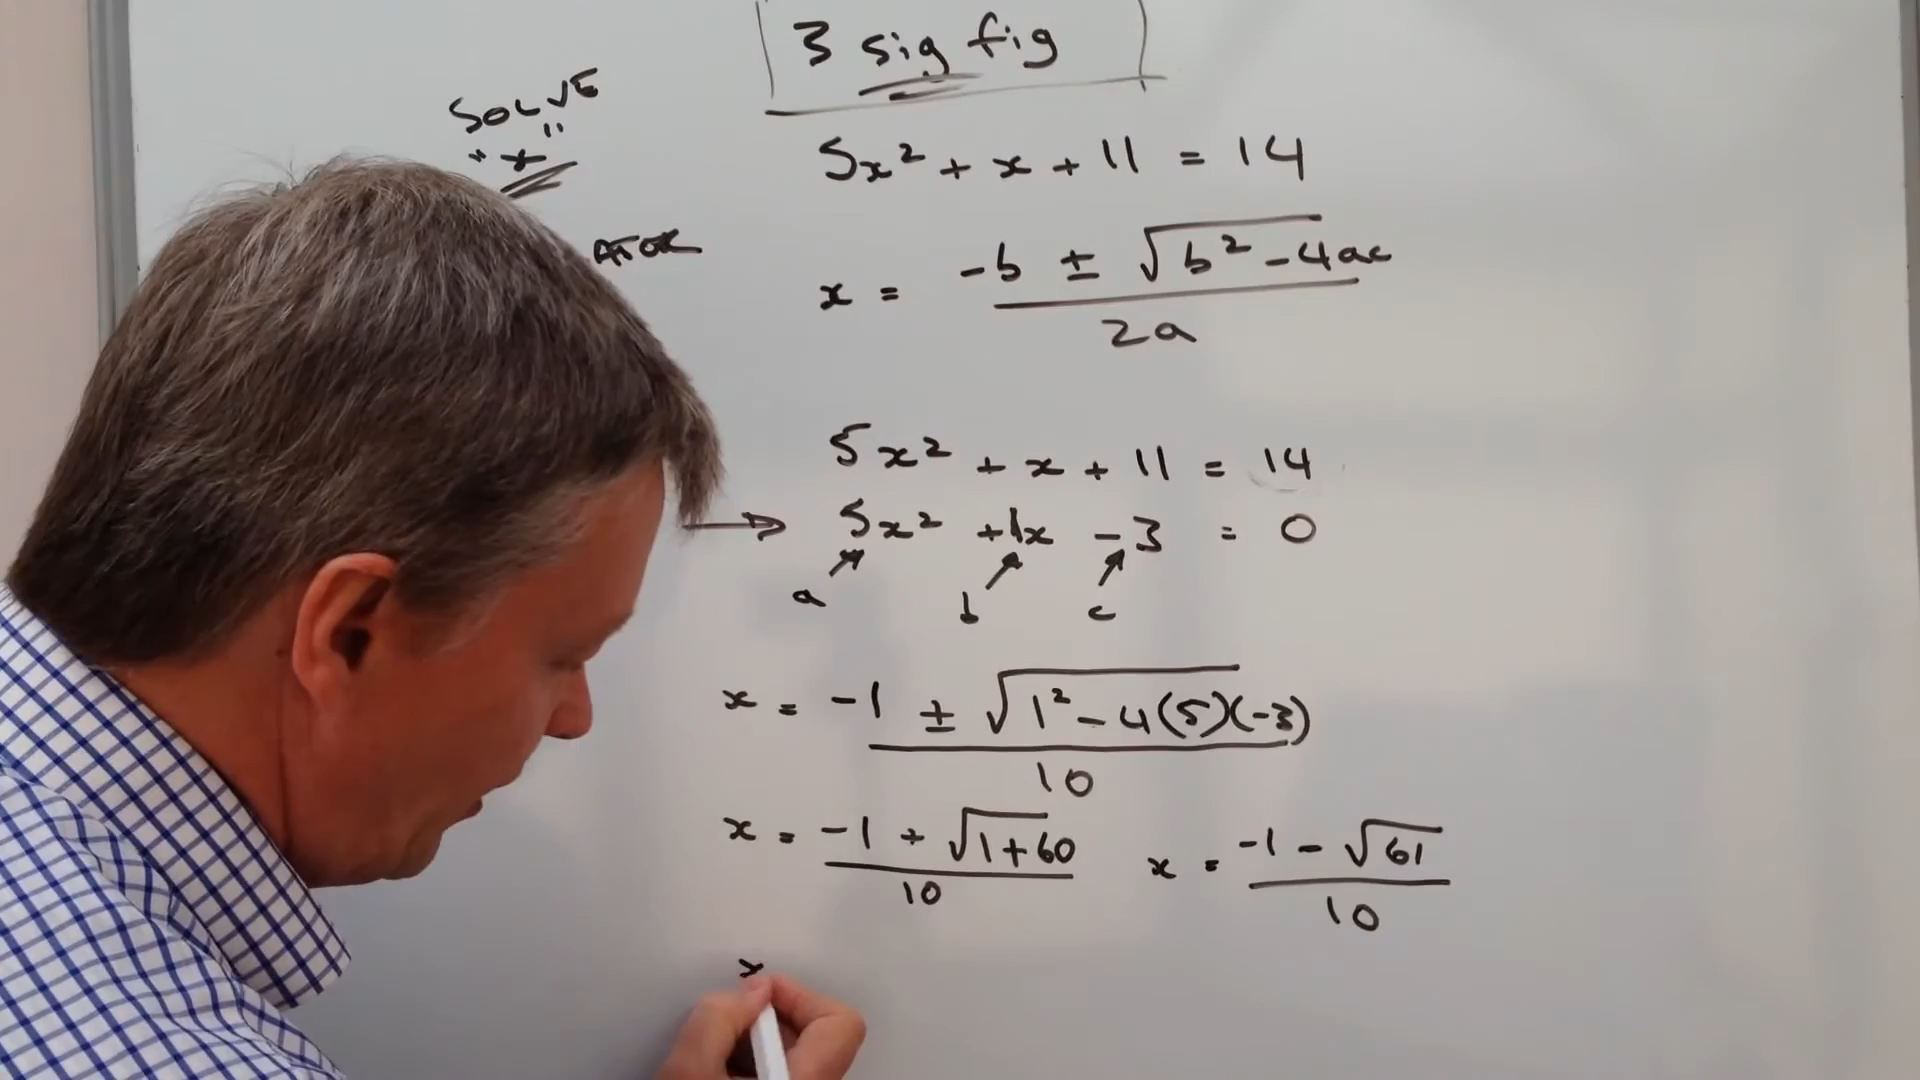 3 sig fig
SOLVE
"x"
5x² + x + 11 = 14
ATOR
x = -b ± √b² - 4ac / 2a
5x² + x + 11 = 14
→ 5x² + 1x - 3 = 0
a b c
x = -1 ± √1² - 4(5)(-3) / 10
x = -1 + √1+60 / 10 x = -1 - √61 / 10
x